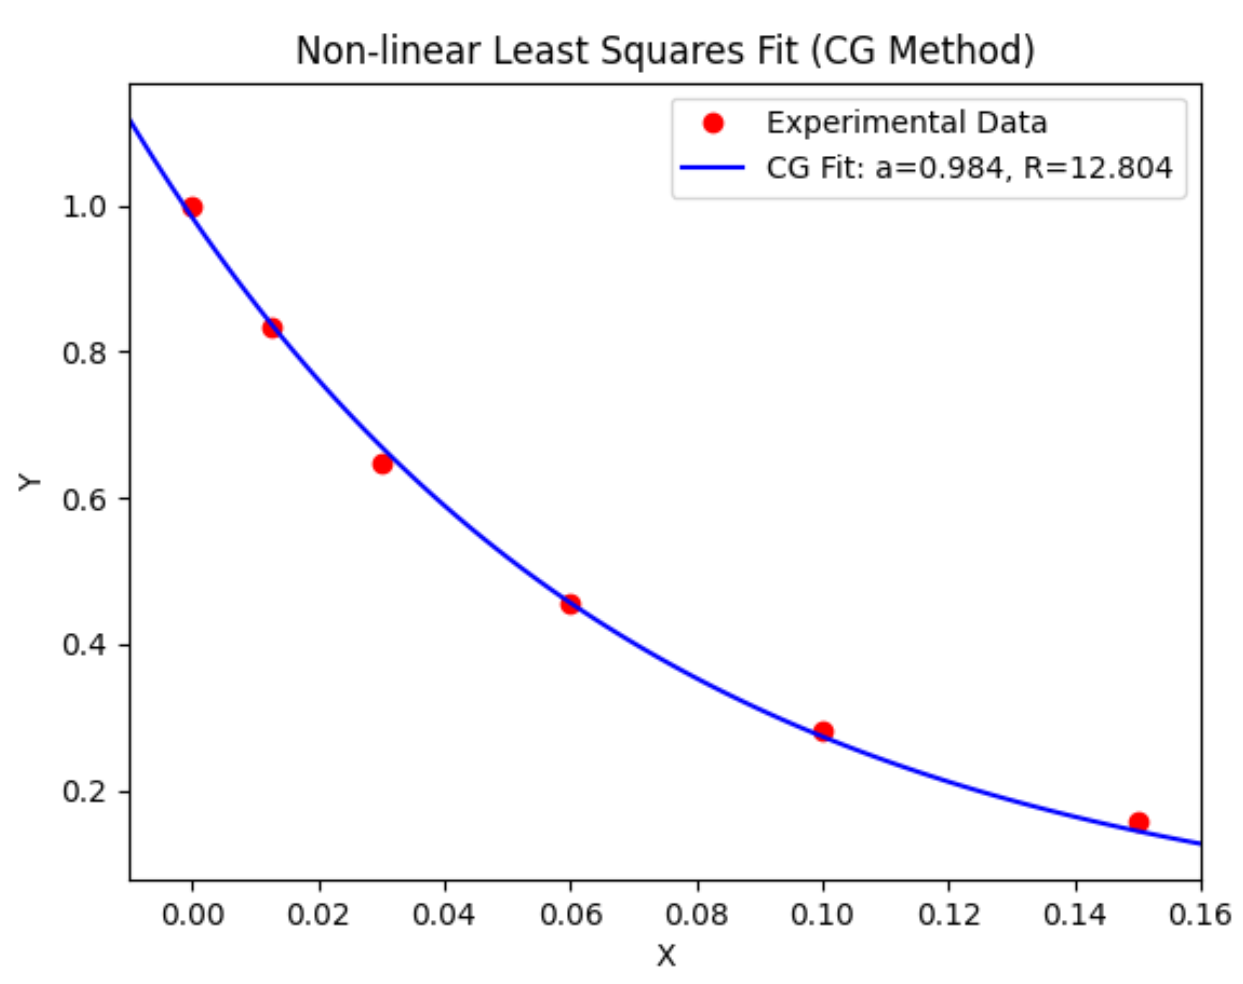 Non-linear Least Squares Fit (CG Method)
Experimental Data
CG Fit: a=0.984, R=12.804
1.0
0.8
0.6
0.4
0.2
Y
0.00 0.02 0.04 0.06 0.08 0.10 0.12 0.14 0.16
X